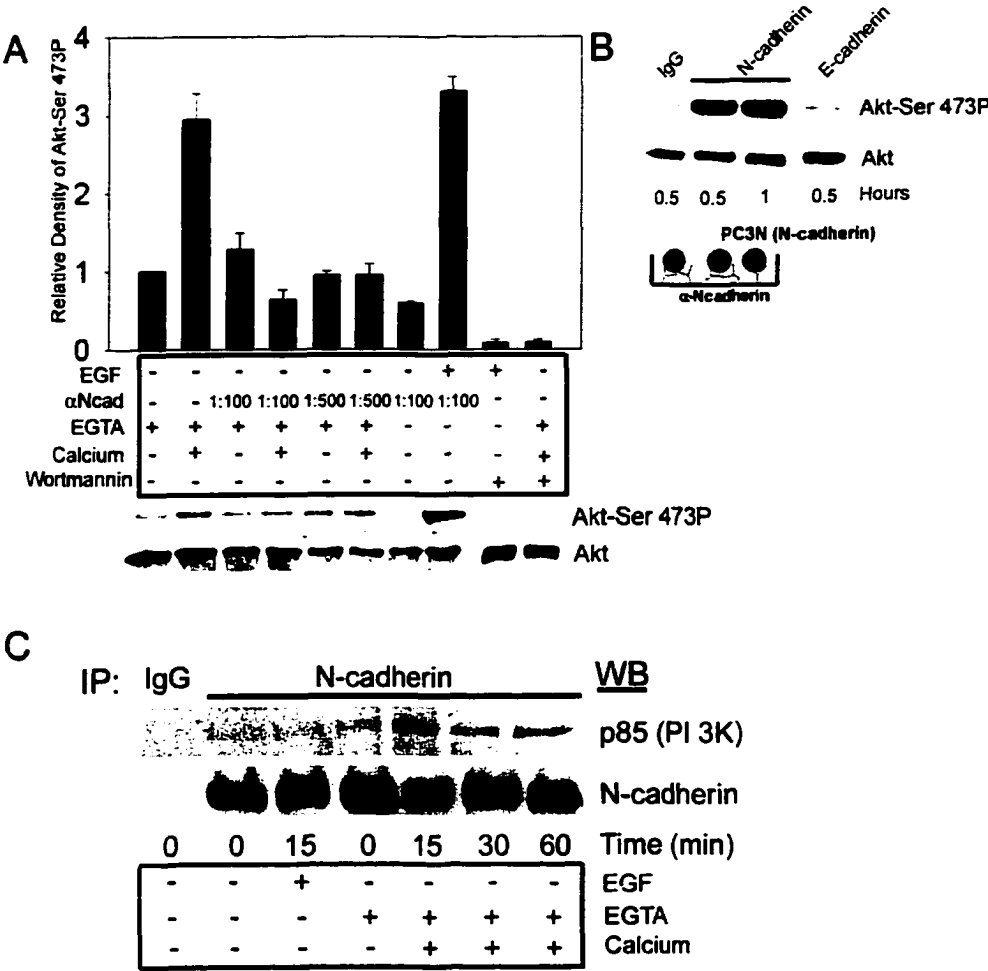 A
Relative Density of Akt-Ser 473P
4
3
2
1
0
EGF - - - - - - - + + -
αNcad - - 1:100 1:100 1:500 1:500 1:100 1:100 - -
EGTA + + + + + + - - - +
Calcium - + - + - + - - - +
Wortmannin - - - - - - - - + +
Akt-Ser 473P
Akt
B
IgG N-cadherin E-cadherin
Akt-Ser 473P
Akt
0.5 0.5 1 0.5 Hours
PC3N (N-cadherin)
α-Ncadherin
C
IP: IgG N-cadherin WB
p85 (PI 3K)
N-cadherin
0 0 15 0 15 30 60 Time (min)
- - + - - - - EGF
- - - + + + + EGTA
- - - - + + + Calcium